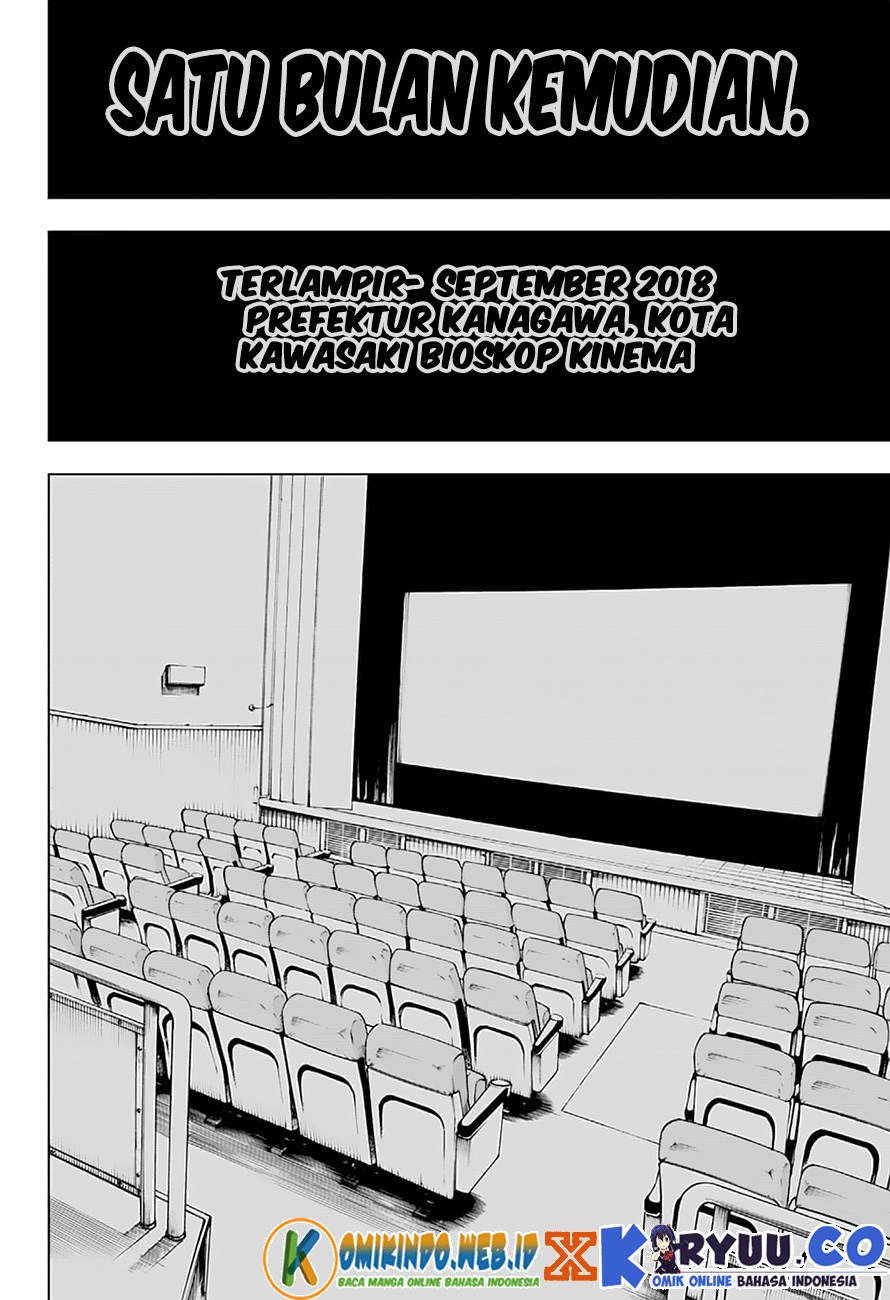 SATU BULAN KEMUDIAN.
TERLAMPIR- SEPTEMBER 2018
PREFEKTUR KANAGAWA, KOTA
KAWASAKI BIOSKOP KINEMA
KOMIKINDO.WEB.ID X KIRYUU.CO
BACA MANGA ONLINE BAHASA INDONESIA
KOMIK ONLINE BAHASA INDONESIA